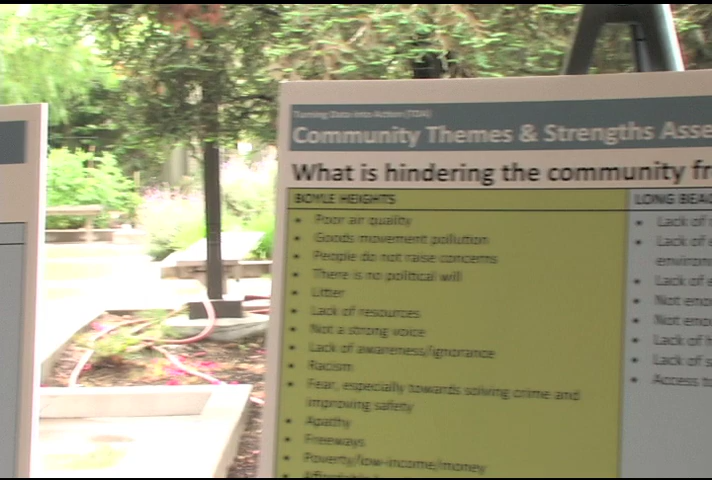 Turning Data Into Action (TDA)
Community Themes & Strengths Asse
What is hindering the community fr
BOYLE HEIGHTS
• Poor air quality
• Goods movement pollution
• People do not raise concerns
• There is no political will
• Litter
• Lack of resources
• Not a strong voice
• Lack of awareness/ignorance
• Racism
• Fear, especially towards solving crime and
improving safety
• Apathy
• Freeways
• Poverty/low-income/money
LONG BEAC
• Lack of
• Lack of e
environ
• Lack of e
• Not eno
• Not eno
• Lack of h
• Lack of s
• Access to